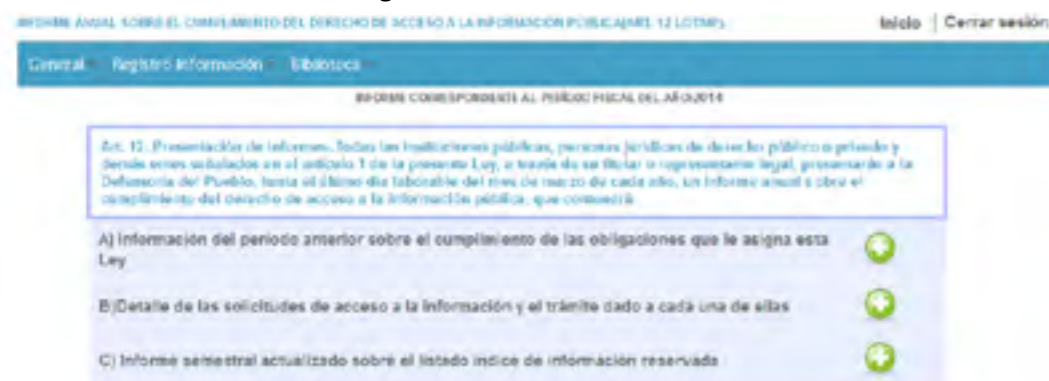 INFORME ANUAL SOBRE EL CUMPLIMIENTO DEL DERECHO DE ACCESO A LA INFORMACIÓN PÚBLICA(ART. 12 LOTAIP).
Inicio | Cerrar sesión
General Registro Información Biblioteca
INFORME CORRESPONDIENTE AL PERÍODO FISCAL DEL AÑO:2014
Art. 12. Presentación de Informes. Todas las instituciones públicas, personas jurídicas de derecho público o privado y
demás entes señalados en el artículo 1 de la presente Ley, a través de su titular o representante legal, presentarán a la
Defensoría del Pueblo, hasta el último día laborable del mes de marzo de cada año, un informe anual sobre el
cumplimiento del derecho de acceso a la información pública, que contendrá
A) Información del período anterior sobre el cumplimiento de las obligaciones que le asigna esta
Ley
B)Detalle de las solicitudes de acceso a la información y el trámite dado a cada una de ellas
C) Informe semestral actualizado sobre el listado índice de información reservada